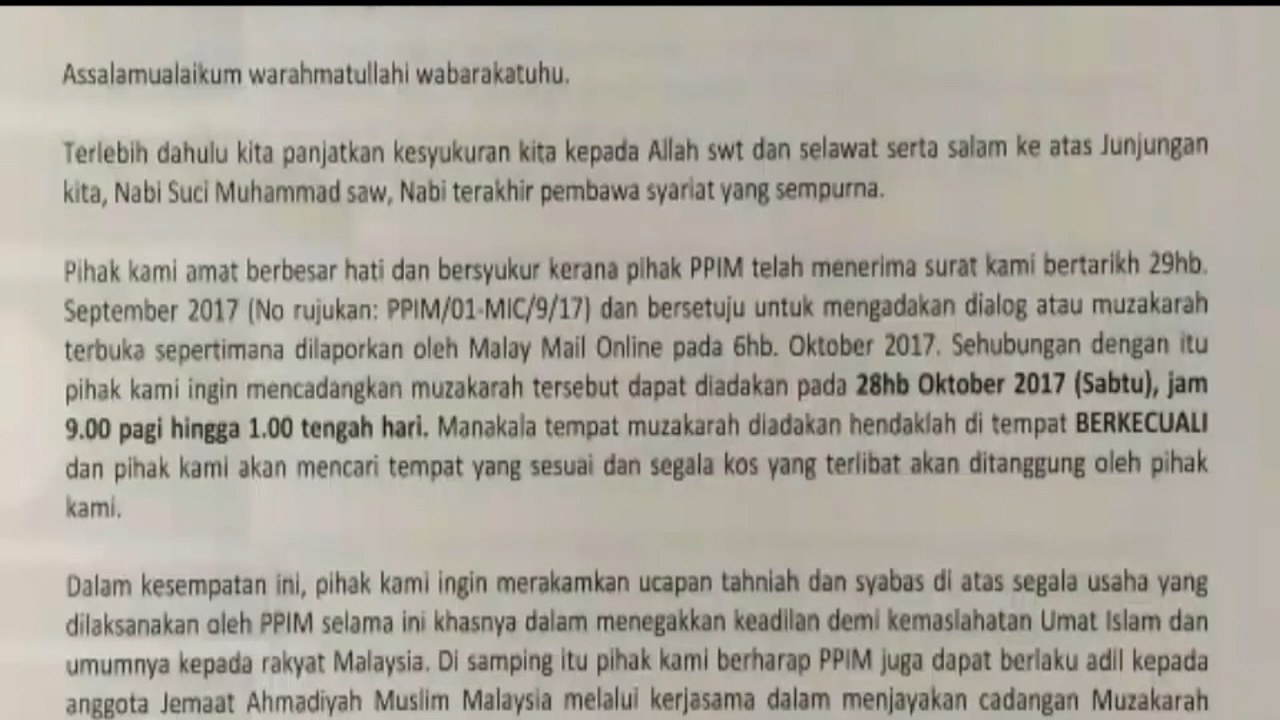 Assalamualaikum warahmatullahi wabarakatuhu.
Terlebih dahulu kita panjatkan kesyukuran kita kepada Allah swt dan selawat serta salam ke atas Junjungan
kita, Nabi Suci Muhammad saw, Nabi terakhir pembawa syariat yang sempurna.
Pihak kami amat berbesar hati dan bersyukur kerana pihak PPIM telah menerima surat kami bertarikh 29hb.
September 2017 (No rujukan: PPIM/01-MIC/9/17) dan bersetuju untuk mengadakan dialog atau muzakarah
terbuka sepertimana dilaporkan oleh Malay Mail Online pada 6hb. Oktober 2017. Sehubungan dengan itu
pihak kami ingin mencadangkan muzakarah tersebut dapat diadakan pada 28hb Oktober 2017 (Sabtu), jam
9.00 pagi hingga 1.00 tengah hari. Manakala tempat muzakarah diadakan hendaklah di tempat BERKECUALI
dan pihak kami akan mencari tempat yang sesuai dan segala kos yang terlibat akan ditanggung oleh pihak
kami.
Dalam kesempatan ini, pihak kami ingin merakamkan ucapan tahniah dan syabas di atas segala usaha yang
dilaksanakan oleh PPIM selama ini khasnya dalam menegakkan keadilan demi kemaslahatan Umat Islam dan
umumnya kepada rakyat Malaysia. Di samping itu pihak kami berharap PPIM juga dapat berlaku adil kepada
anggota Jemaat Ahmadiyah Muslim Malaysia melalui kerjasama dalam menjayakan cadangan Muzakarah